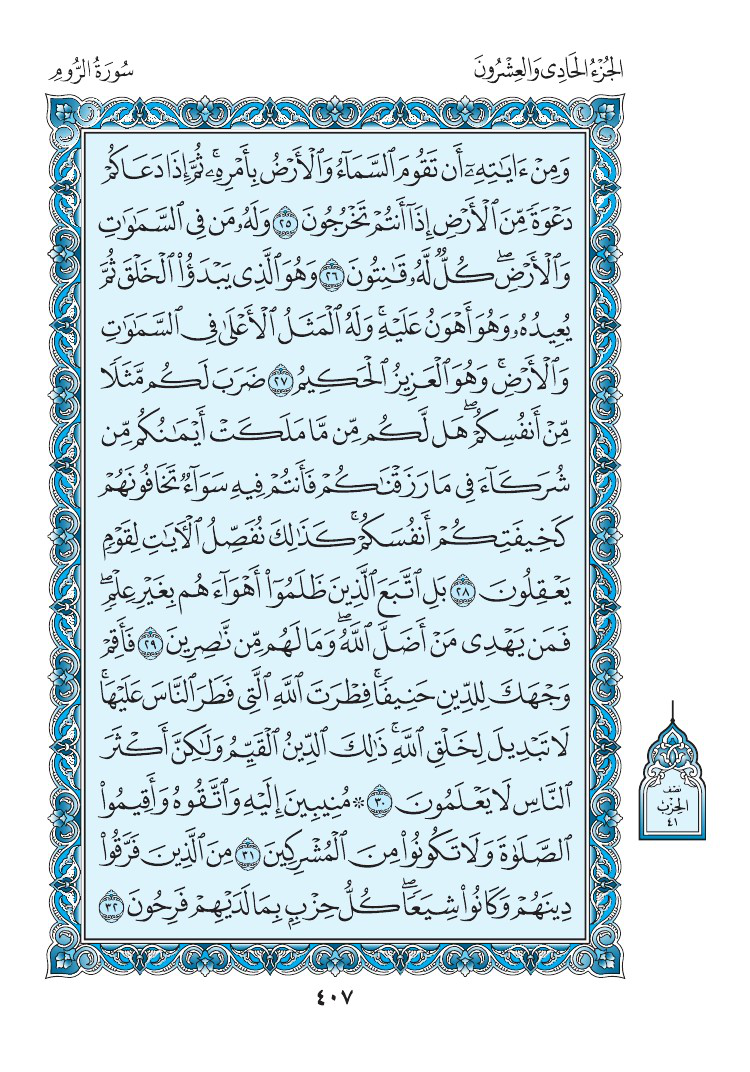 الجُزْءُ الحَادِي وَالعِشْرُونَ
سُورَةُ الرُّومِ
وَمِنْ ءَايَٰتِهِۦٓ أَن تَقُومَ ٱلسَّمَآءُ وَٱلْأَرْضُ بِأَمْرِهِۦۚ ثُمَّ إِذَا دَعَاكُمْ
دَعْوَةً مِّنَ ٱلْأَرْضِ إِذَآ أَنتُمْ تَخْرُجُونَ ٢٥ وَلَهُۥ مَن فِي ٱلسَّمَٰوَٰتِ
وَٱلْأَرْضِۖ كُلٌّ لَّهُۥ قَٰنِتُونَ ٢٦ وَهُوَ ٱلَّذِي يَبْدَؤُا۟ ٱلْخَلْقَ ثُمَّ
يُعِيدُهُۥ وَهُوَ أَهْوَنُ عَلَيْهِۚ وَلَهُ ٱلْمَثَلُ ٱلْأَعْلَىٰ فِي ٱلسَّمَٰوَٰتِ
وَٱلْأَرْضِۚ وَهُوَ ٱلْعَزِيزُ ٱلْحَكِيمُ ٢٧ ضَرَبَ لَكُم مَّثَلًا
مِّنْ أَنفُسِكُمْۖ هَل لَّكُم مِّن مَّا مَلَكَتْ أَيْمَٰنُكُم مِّن
شُرَكَآءَ فِي مَا رَزَقْنَٰكُمْ فَأَنتُمْ فِيهِ سَوَآءٌ تَخَافُونَهُمْ
كَخِيفَتِكُمْ أَنفُسَكُمْۚ كَذَٰلِكَ نُفَصِّلُ ٱلْءَايَٰتِ لِقَوْمٍ
يَعْقِلُونَ ٢٨ بَلِ ٱتَّبَعَ ٱلَّذِينَ ظَلَمُوٓا۟ أَهْوَآءَهُم بِغَيْرِ عِلْمٍۖ
فَمَن يَهْدِي مَنْ أَضَلَّ ٱللَّهُۖ وَمَا لَهُم مِّن نَّٰصِرِينَ ٢٩ فَأَقِمْ
وَجْهَكَ لِلدِّينِ حَنِيفًاۚ فِطْرَتَ ٱللَّهِ ٱلَّتِي فَطَرَ ٱلنَّاسَ عَلَيْهَاۚ
لَا تَبْدِيلَ لِخَلْقِ ٱللَّهِۚ ذَٰلِكَ ٱلدِّينُ ٱلْقَيِّمُ وَلَٰكِنَّ أَكْثَرَ
ٱلنَّاسِ لَا يَعْلَمُونَ ٣٠ ۞ مُنِيبِينَ إِلَيْهِ وَٱتَّقُوهُ وَأَقِيمُوا۟
ٱلصَّلَوٰةَ وَلَا تَكُونُوا۟ مِنَ ٱلْمُشْرِكِينَ ٣١ مِنَ ٱلَّذِينَ فَرَّقُوا۟
دِينَهُمْ وَكَانُوا۟ شِيَعًاۖ كُلُّ حِزْبٍۭ بِمَا لَدَيْهِمْ فَرِحُونَ ٣٢
نصف
الحزب
٤١
٤٠٧